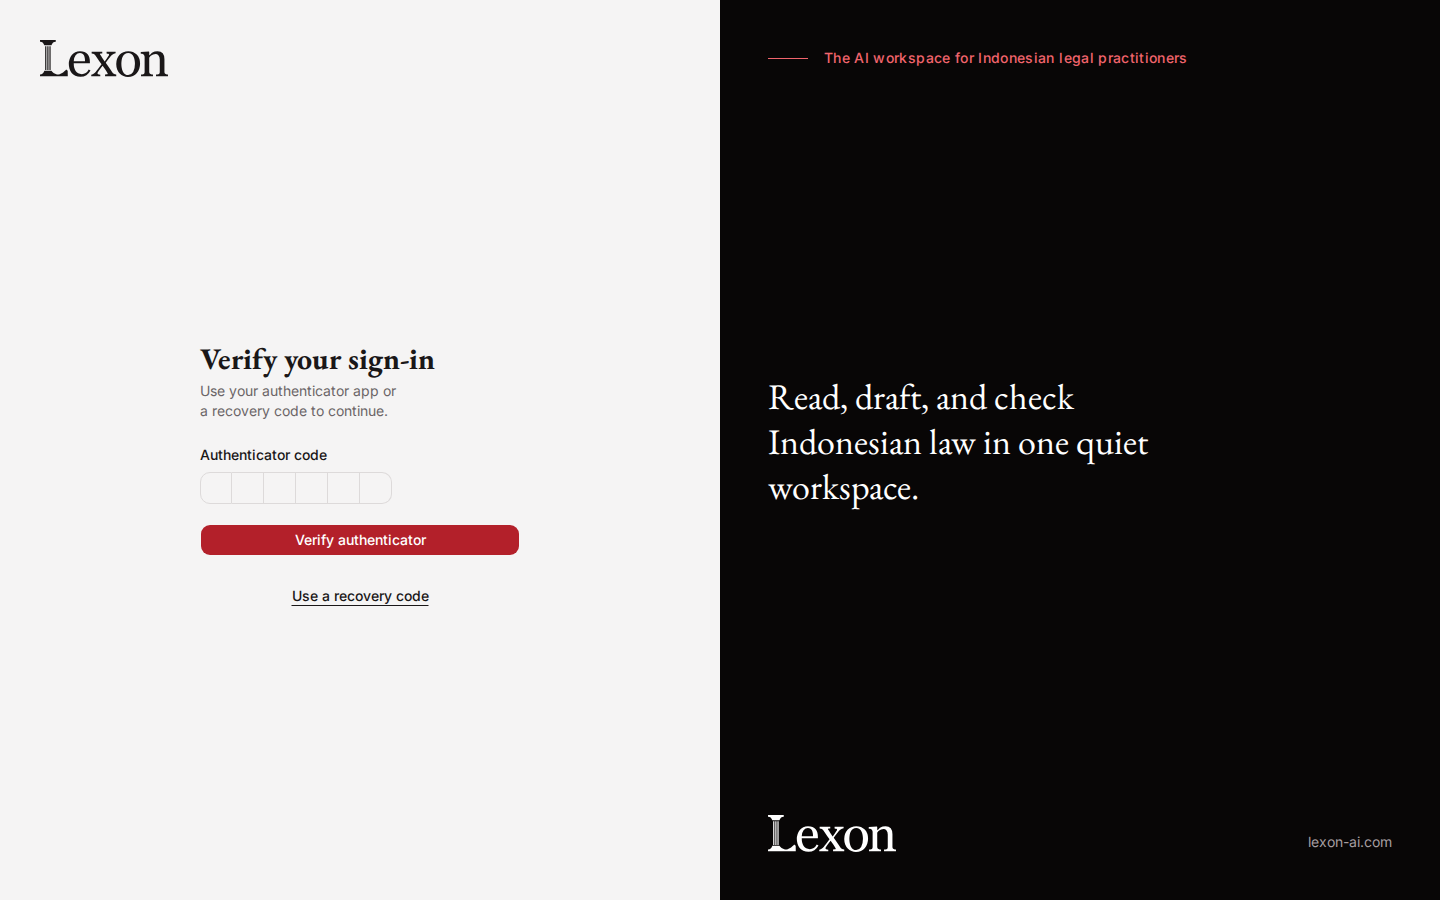 Lexon
Verify your sign-in
Use your authenticator app or
a recovery code to continue.
Authenticator code
Verify authenticator
Use a recovery code
The AI workspace for Indonesian legal practitioners
Read, draft, and check
Indonesian law in one quiet
workspace.
Lexon
lexon-ai.com